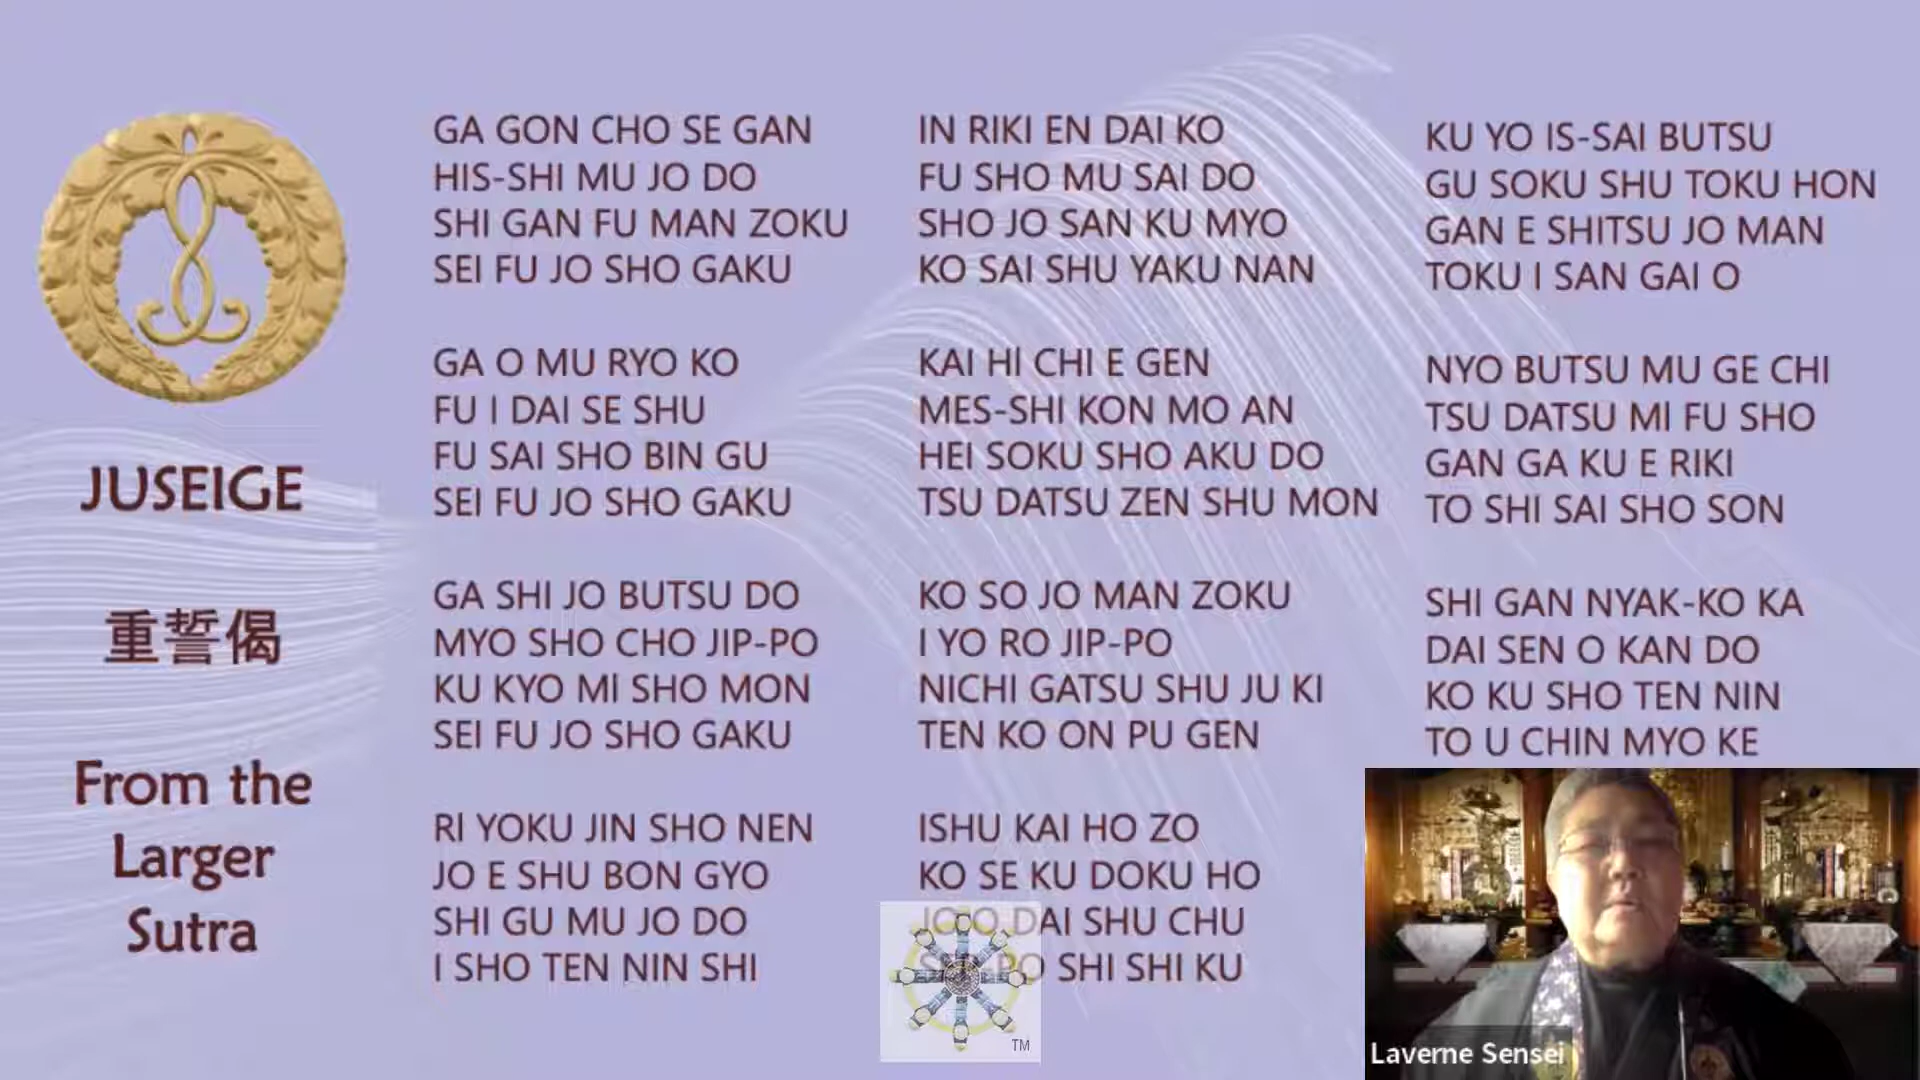 JUSEIGE
重誓偈
From the
Larger
Sutra
GA GON CHO SE GAN
HIS-SHI MU JO DO
SHI GAN FU MAN ZOKU
SEI FU JO SHO GAKU
GA O MU RYO KO
FU I DAI SE SHU
FU SAI SHO BIN GU
SEI FU JO SHO GAKU
GA SHI JO BUTSU DO
MYO SHO CHO JIP-PO
KU KYO MI SHO MON
SEI FU JO SHO GAKU
RI YOKU JIN SHO NEN
JO E SHU BON GYO
SHI GU MU JO DO
I SHO TEN NIN SHI
IN RIKI EN DAI KO
FU SHO MU SAI DO
SHO JO SAN KU MYO
KO SAI SHU YAKU NAN
KAI HI CHI E GEN
MES-SHI KON MO AN
HEI SOKU SHO AKU DO
TSU DATSU ZEN SHU MON
KO SO JO MAN ZOKU
I YO RO JIP-PO
NICHI GATSU SHU JU KI
TEN KO ON PU GEN
ISHU KAI HO ZO
KO SE KU DOKU HO
JO O DAI SHU CHU
SHI SHI KU
TM
KU YO IS-SAI BUTSU
GU SOKU SHU TOKU HON
GAN E SHITSU JO MAN
TOKU I SAN GAI O
NYO BUTSU MU GE CHI
TSU DATSU MI FU SHO
GAN GA KU E RIKI
TO SHI SAI SHO SON
SHI GAN NYAK-KO KA
DAI SEN O KAN DO
KO KU SHO TEN NIN
TO U CHIN MYO KE
Laverne Sensei